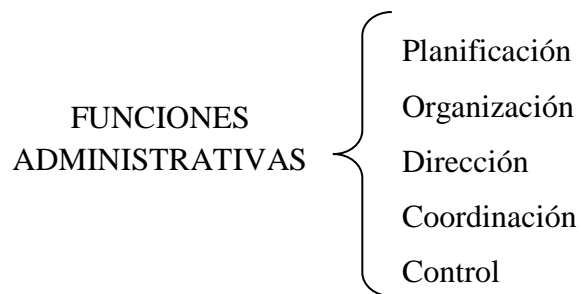 FUNCIONES
ADMINISTRATIVAS
Planificación
Organización
Dirección
Coordinación
Control